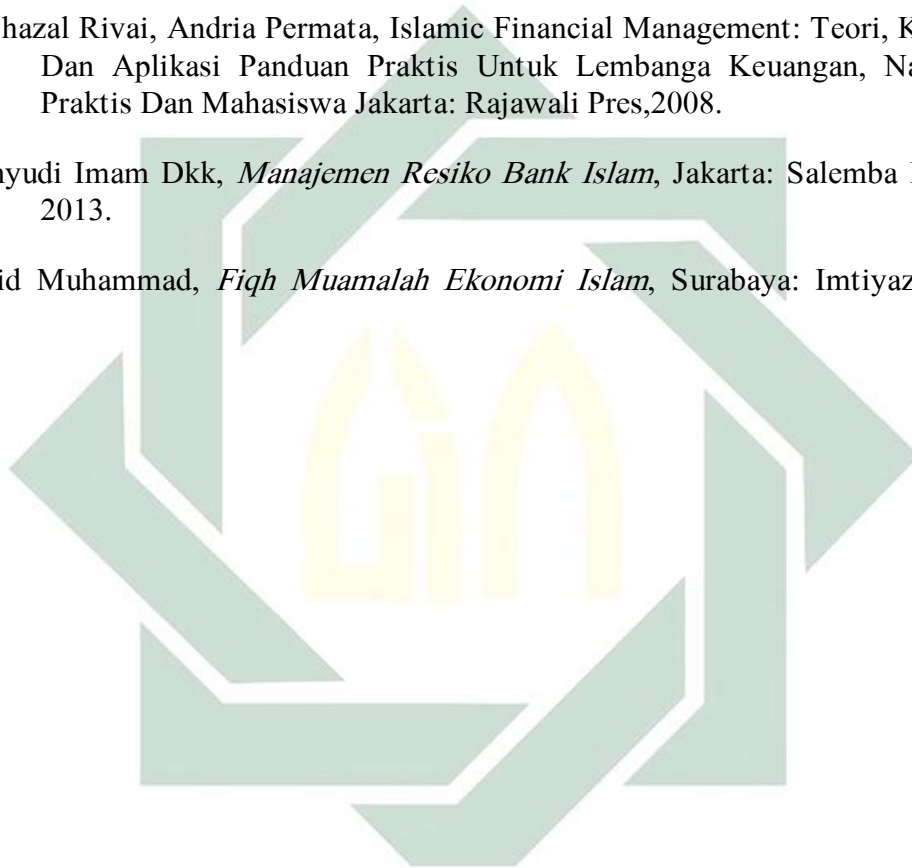 hazal Rivai, Andria Permata, Islamic Financial Management: Teori, K
Dan Aplikasi Panduan Praktis Untuk Lembanga Keuangan, Na
Praktis Dan Mahasiswa Jakarta: Rajawali Pres,2008.
yudi Imam Dkk, Manajemen Resiko Bank Islam, Jakarta: Salemba
2013.
id Muhammad, Fiqh Muamalah Ekonomi Islam, Surabaya: Imtiyaz